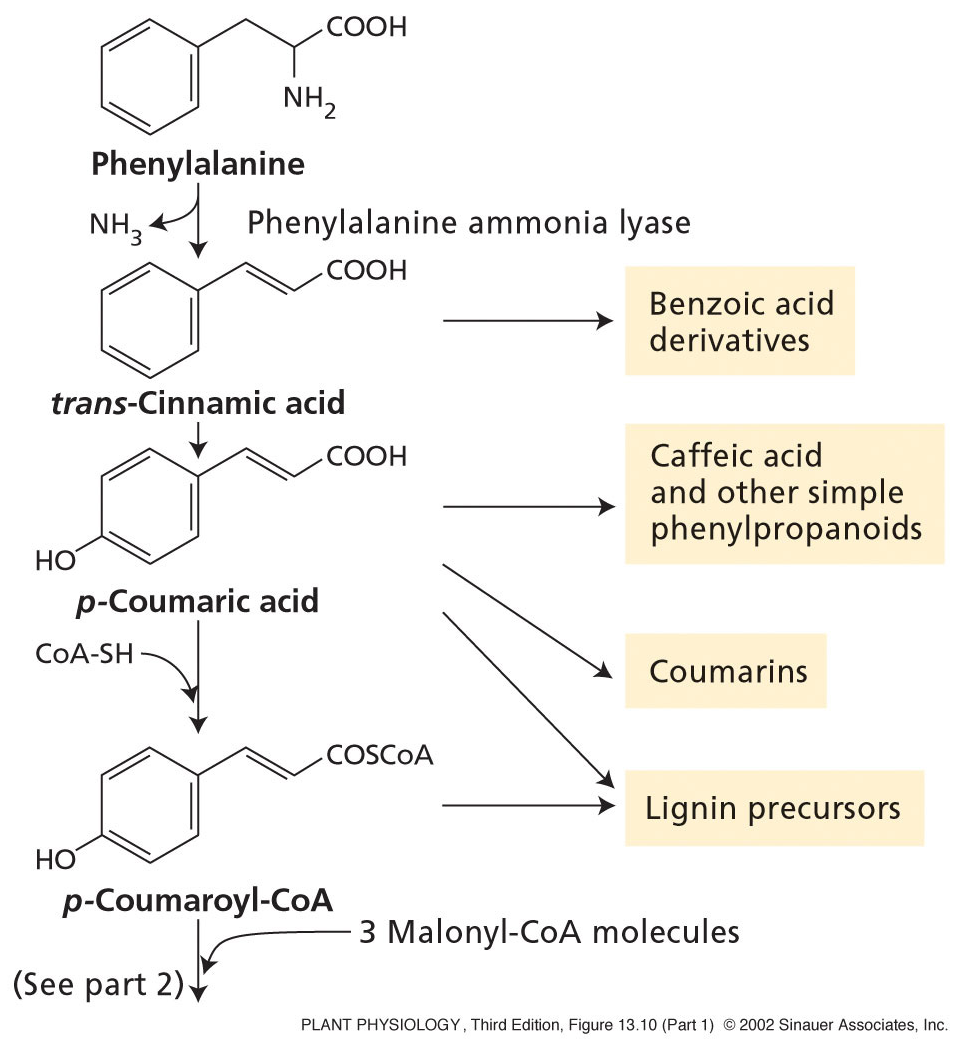 COOH
NH2
Phenylalanine
NH3
Phenylalanine ammonia lyase
COOH
Benzoic acid
derivatives
trans-Cinnamic acid
COOH
Caffeic acid
and other simple
phenylpropanoids
HO
p-Coumaric acid
CoA-SH
Coumarins
COSCoA
Lignin precursors
HO
p-Coumaroyl-CoA
3 Malonyl-CoA molecules
(See part 2)
PLANT PHYSIOLOGY, Third Edition, Figure 13.10 (Part 1) © 2002 Sinauer Associates, Inc.